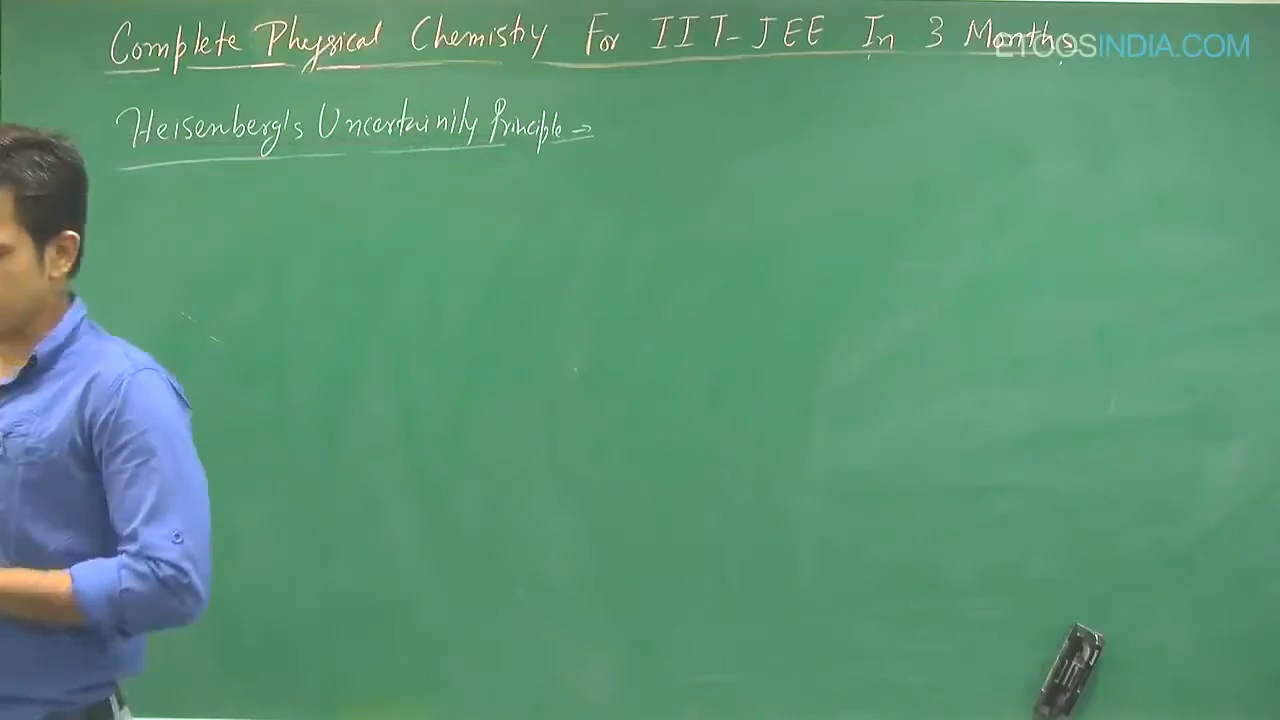 Complete Physical Chemistry For IIT-JEE In 3 Months
ETOOSINDIA.COM
Heisenberg's Uncertainity Principle →